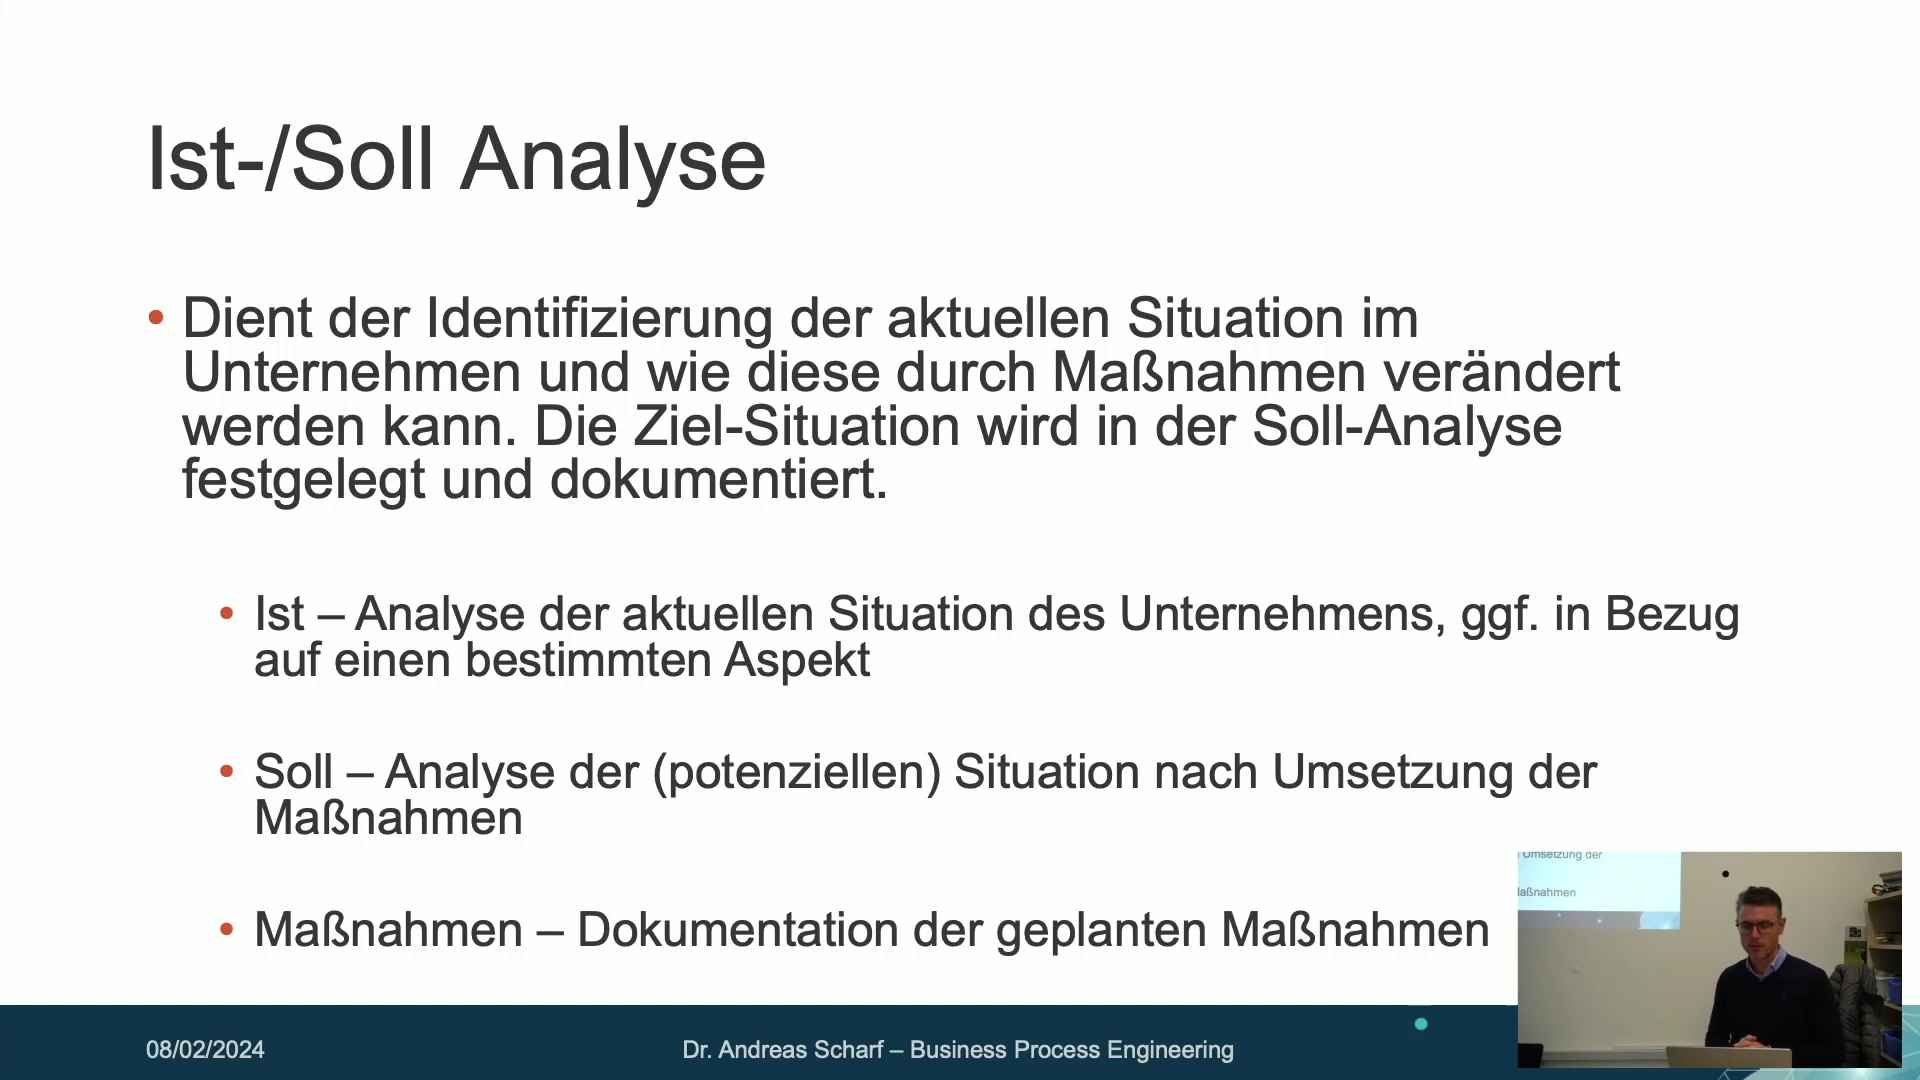 Ist-/Soll Analyse
• Dient der Identifizierung der aktuellen Situation im
Unternehmen und wie diese durch Maßnahmen verändert
werden kann. Die Ziel-Situation wird in der Soll-Analyse
festgelegt und dokumentiert.
• Ist – Analyse der aktuellen Situation des Unternehmens, ggf. in Bezug
auf einen bestimmten Aspekt
• Soll – Analyse der (potenziellen) Situation nach Umsetzung der
Maßnahmen
• Maßnahmen – Dokumentation der geplanten Maßnahmen
Umsetzung der
08/02/2024
Dr. Andreas Scharf – Business Process Engineering